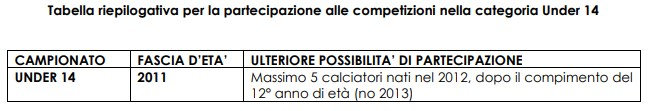 Tabella riepilogativa per la partecipazione alle competizioni nella categoria Under 14
CAMPIONATO FASCIA D'ETA' ULTERIORE POSSIBILITA' DI PARTECIPAZIONE
UNDER 14 2011 Massimo 5 calciatori nati nel 2012, dopo il compimento del
12° anno di età (no 2013)